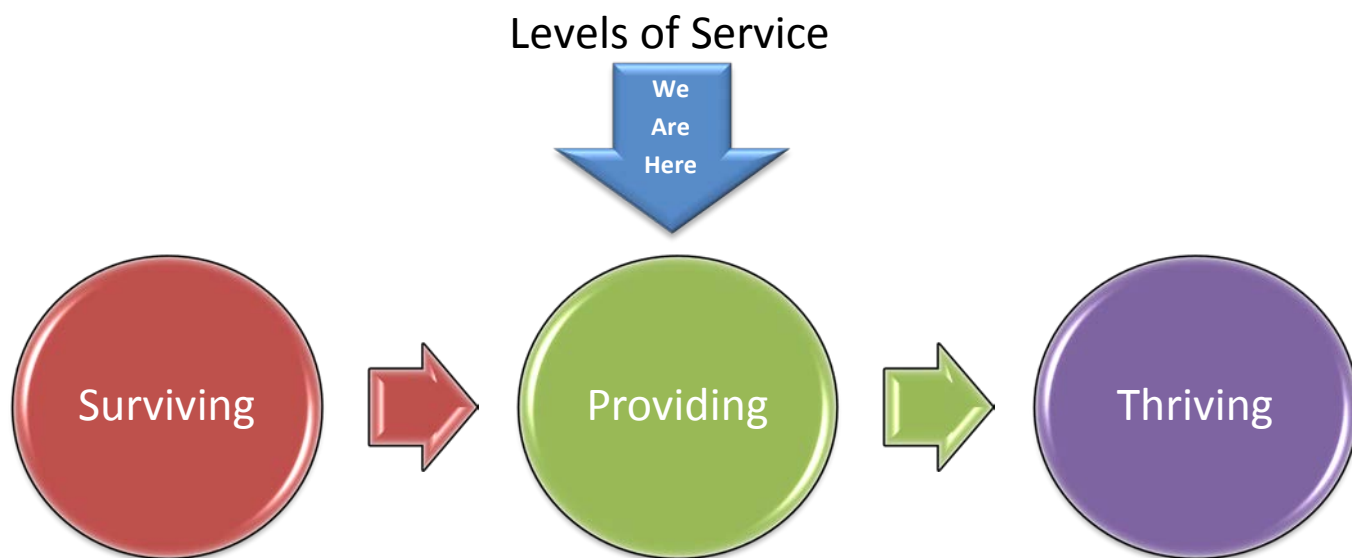 Levels of Service
We
Are
Here
Surviving
Providing
Thriving